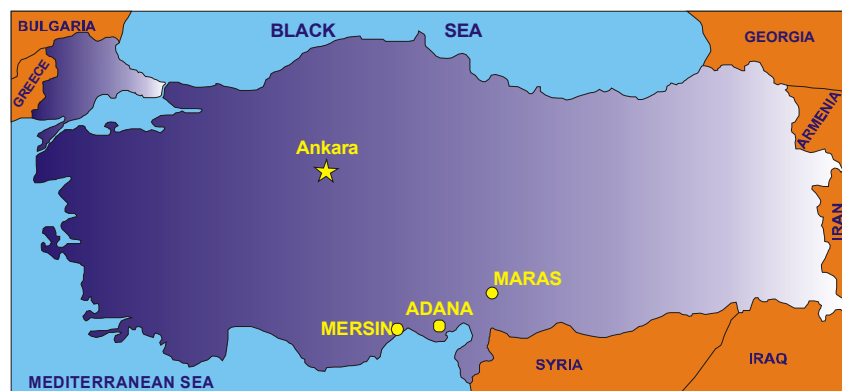 BULGARIA
BLACK SEA
GEORGIA
GREECE
ARMENIA
Ankara
IRAN
MARAS
ADANA
MERSIN
SYRIA
IRAQ
MEDITERRANEAN SEA